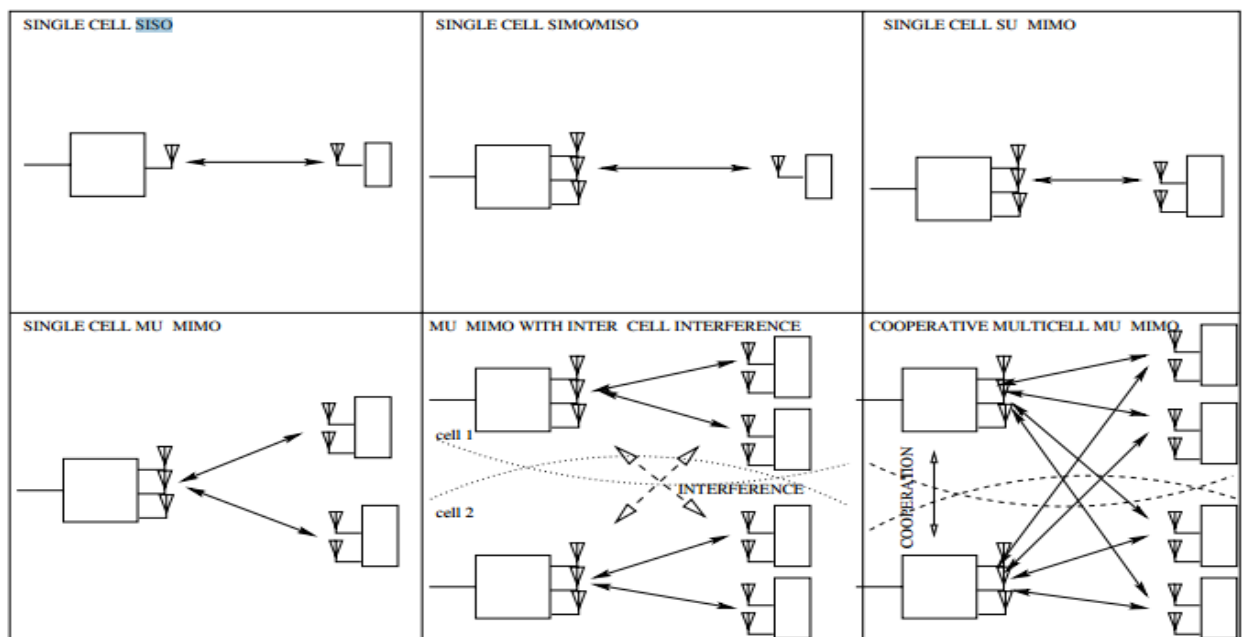 SINGLE CELL SISO
SINGLE CELL SIMO/MISO
SINGLE CELL SU MIMO
SINGLE CELL MU MIMO
MU MIMO WITH INTER CELL INTERFERENCE
cell 1
INTERFERENCE
cell 2
COOPERATIVE MULTICELL MU MIMO
COOPERATION